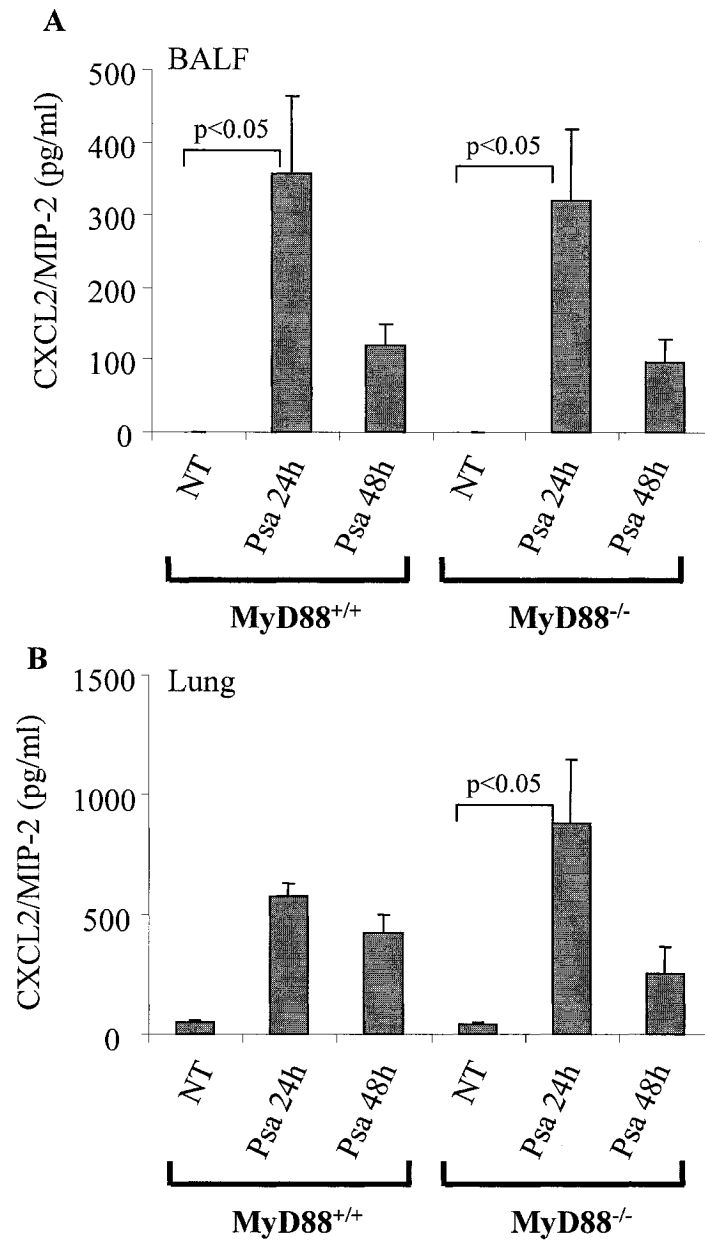 A
BALF
CXCL2/MIP-2 (pg/ml)
500
400
300
200
100
0
p<0.05
p<0.05
NT
Psa 24h
Psa 48h
NT
Psa 24h
Psa 48h
MyD88+/+
MyD88-/-
B
Lung
CXCL2/MIP-2 (pg/ml)
1500
1000
500
0
p<0.05
NT
Psa 24h
Psa 48h
NT
Psa 24h
Psa 48h
MyD88+/+
MyD88-/-